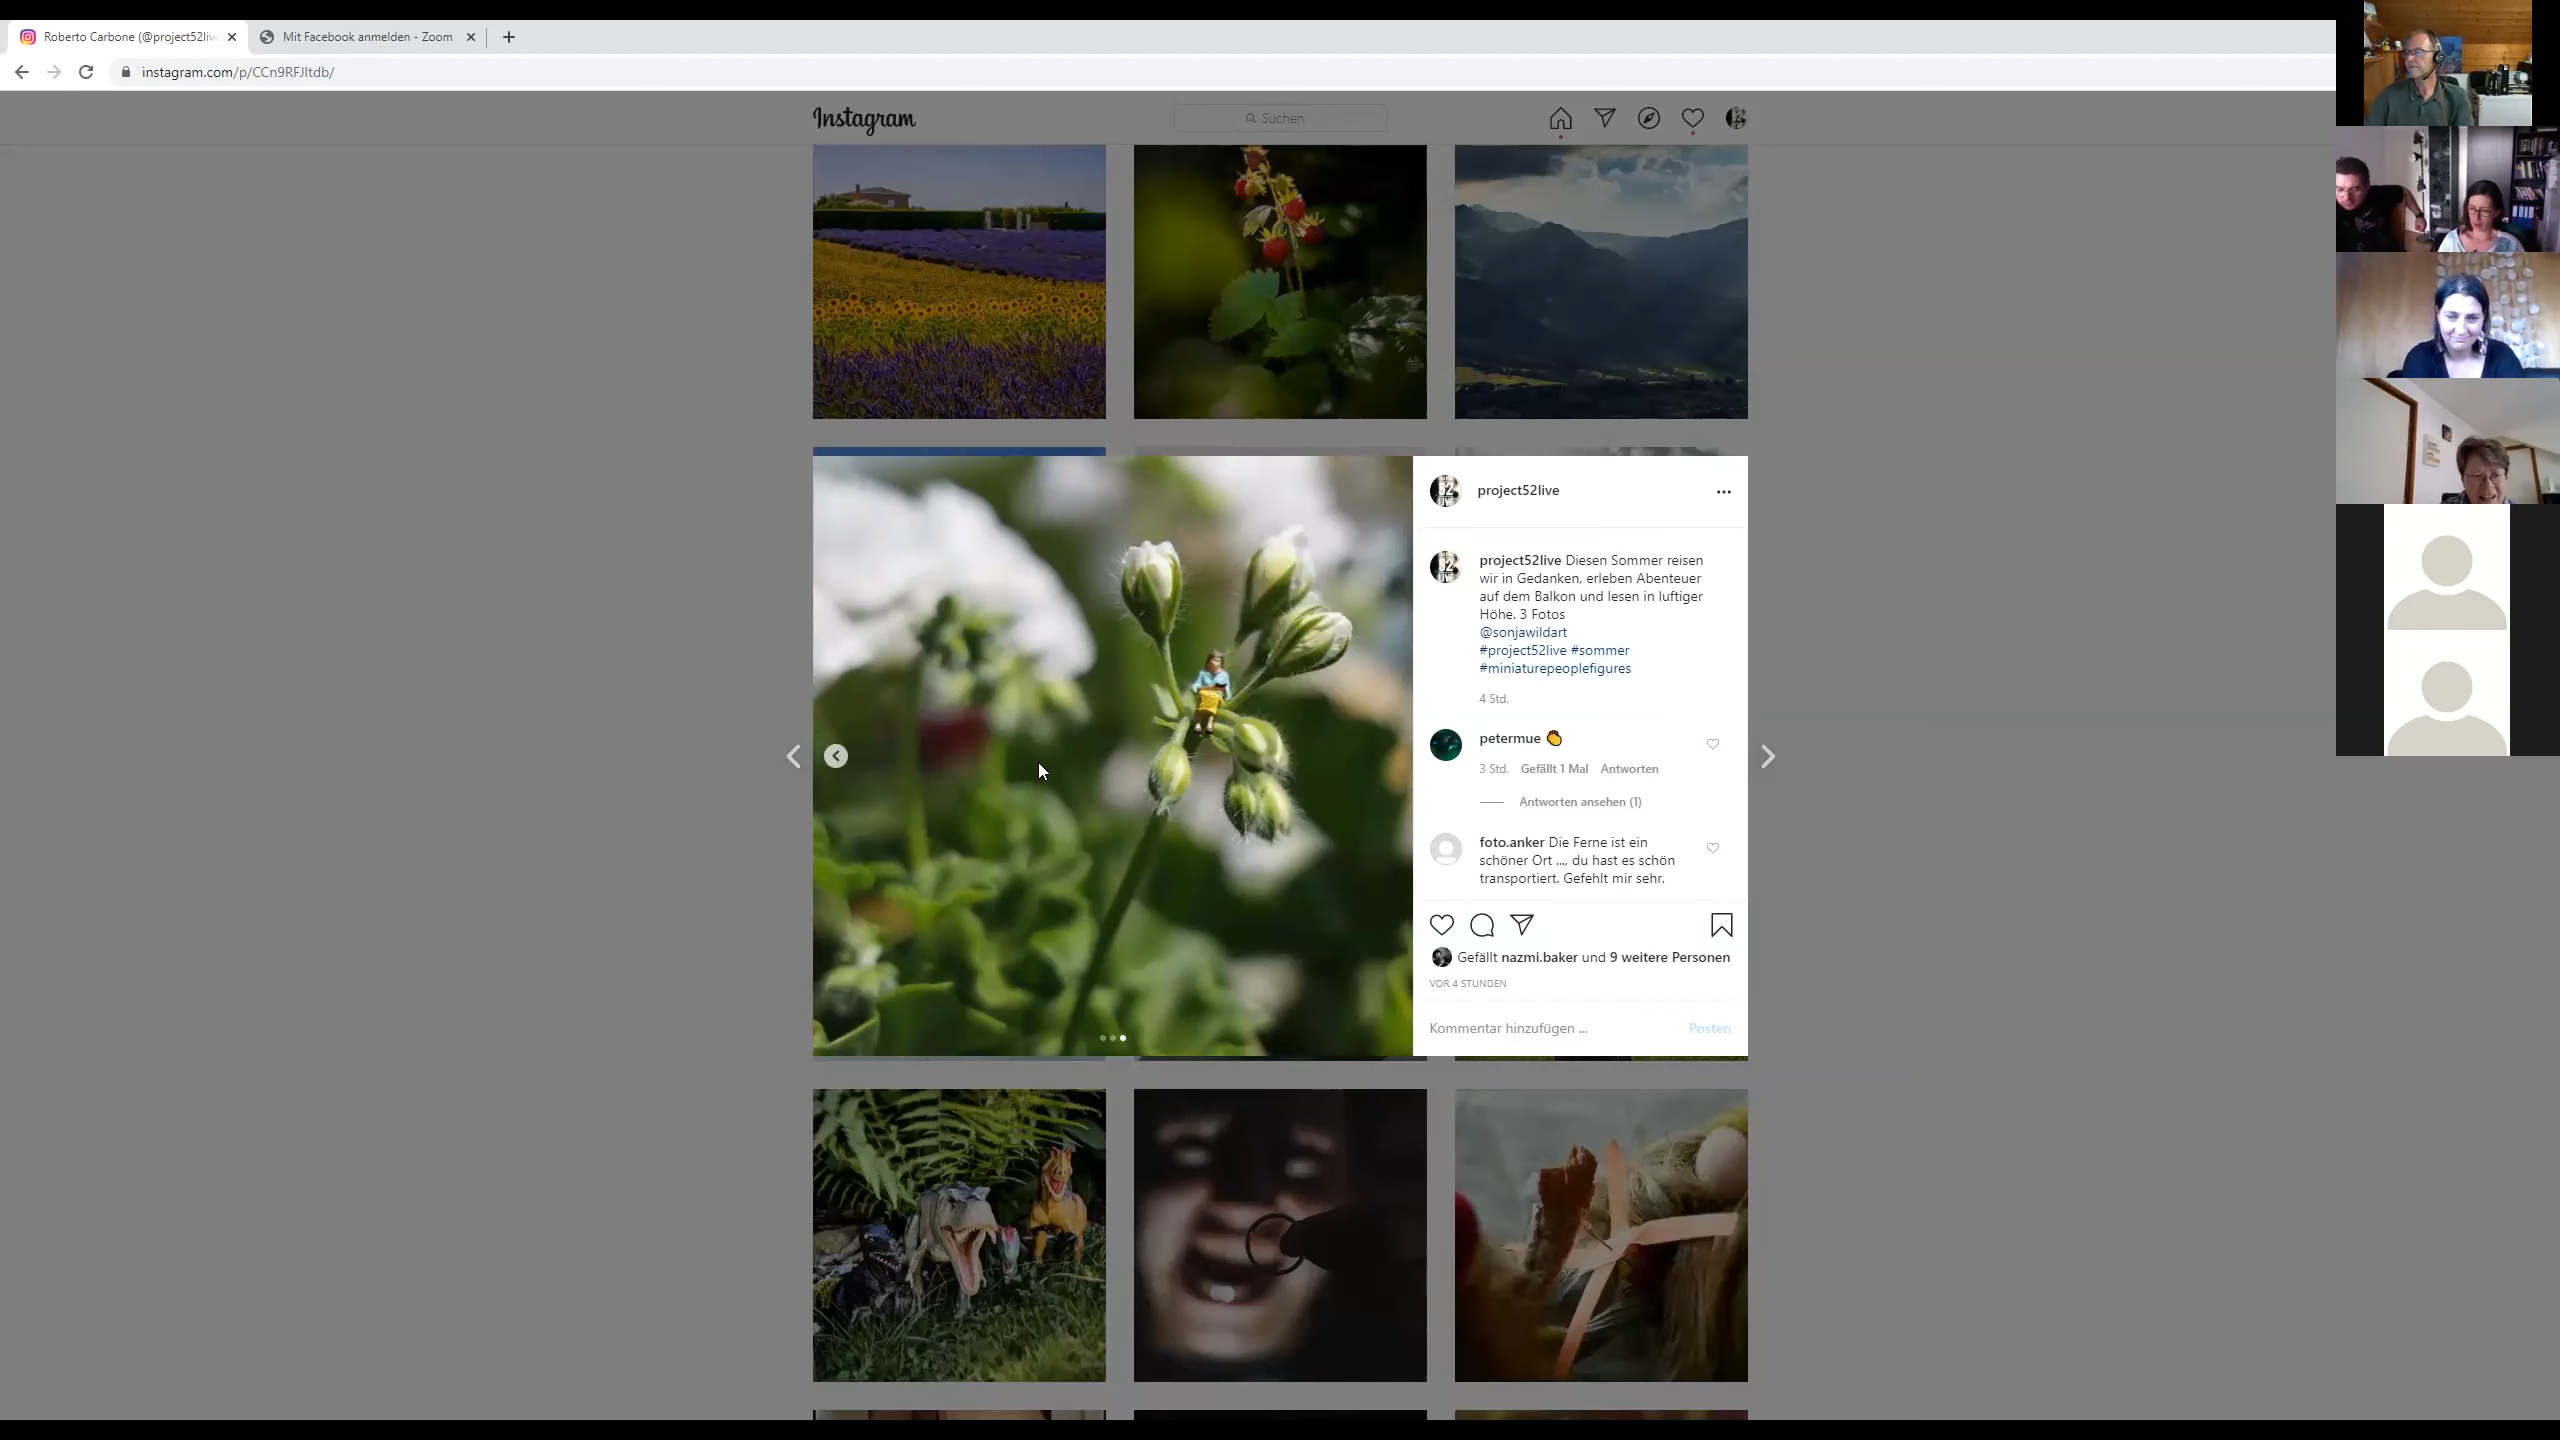 Roberto Carbone (@project52liv
Mit Facebook anmelden - Zoom
instagram.com/p/CCn9RFJltdb/
Instagram
Suchen
project52live
project52live Diesen Sommer reisen
wir in Gedanken, erleben Abenteuer
auf dem Balkon und lesen in luftiger
Höhe. 3 Fotos
@sonjawildart
#project52live #sommer
#miniaturepeoplefigures
4 Std.
petermue 👏
3 Std. Gefällt 1 Mal Antworten
Antworten ansehen (1)
foto.anker Die Ferne ist ein
schöner Ort ..., du hast es schön
transportiert. Gefehlt mir sehr.
Gefällt nazmi.baker und 9 weitere Personen
VOR 4 STUNDEN
Kommentar hinzufügen ...
Posten